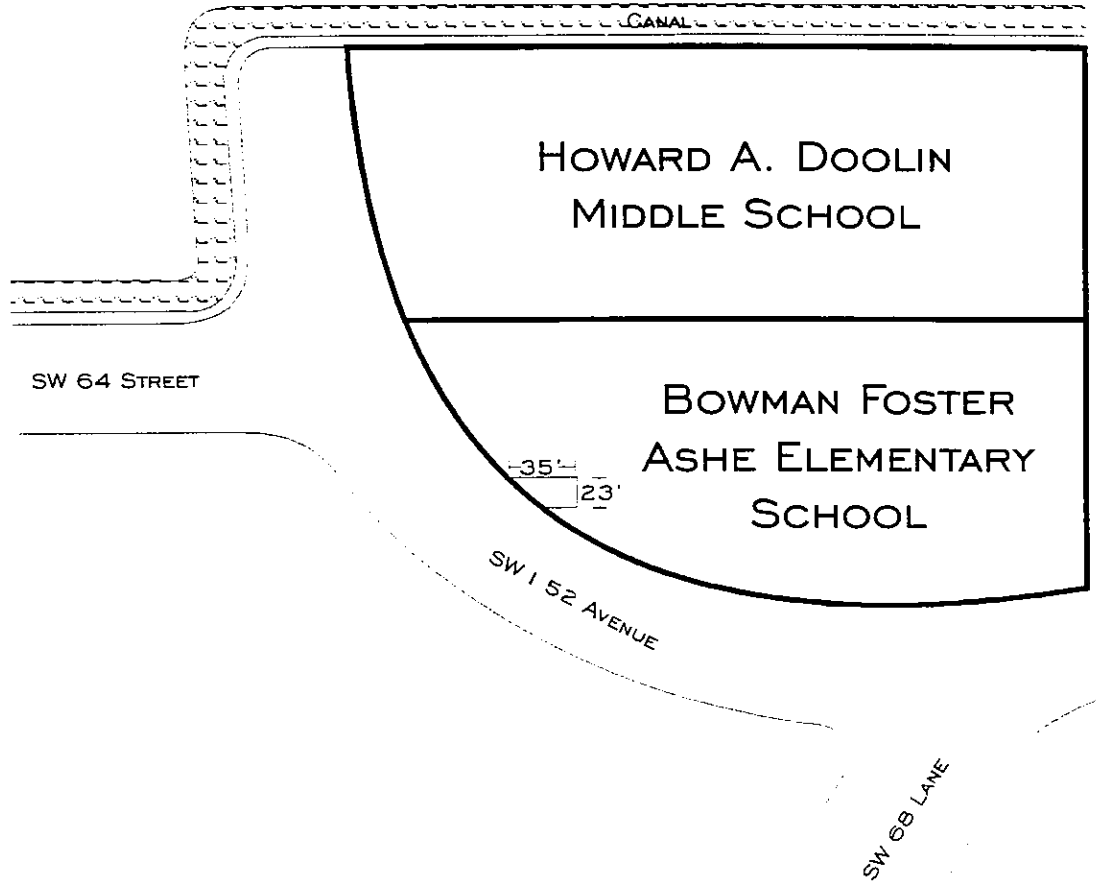 CANAL
HOWARD A. DOOLIN
MIDDLE SCHOOL
SW 64 STREET
BOWMAN FOSTER
ASHE ELEMENTARY
SCHOOL
35'
23'
SW 152 AVENUE
SW 68 LANE